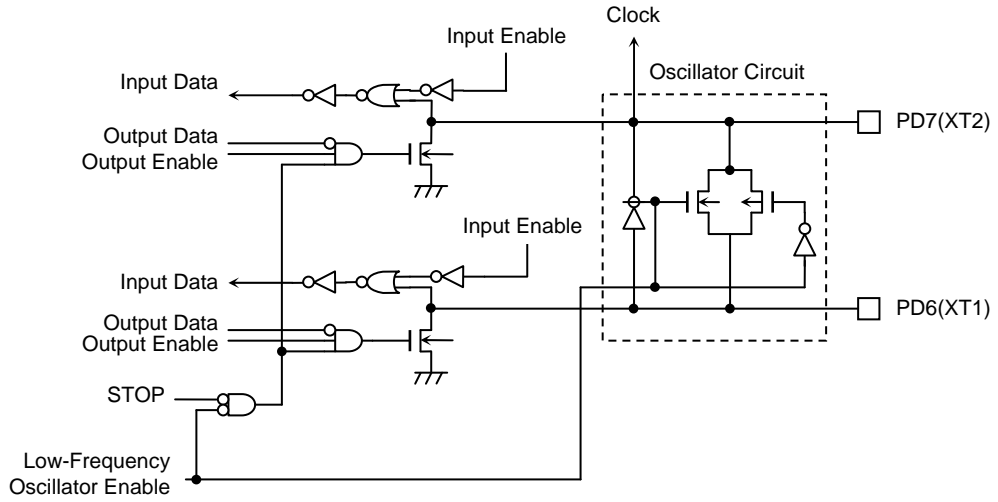 Clock
Input Enable
Oscillator Circuit
Input Data
PD7(XT2)
Output Data
Output Enable
Input Enable
Input Data
PD6(XT1)
Output Data
Output Enable
STOP
Low-Frequency
Oscillator Enable